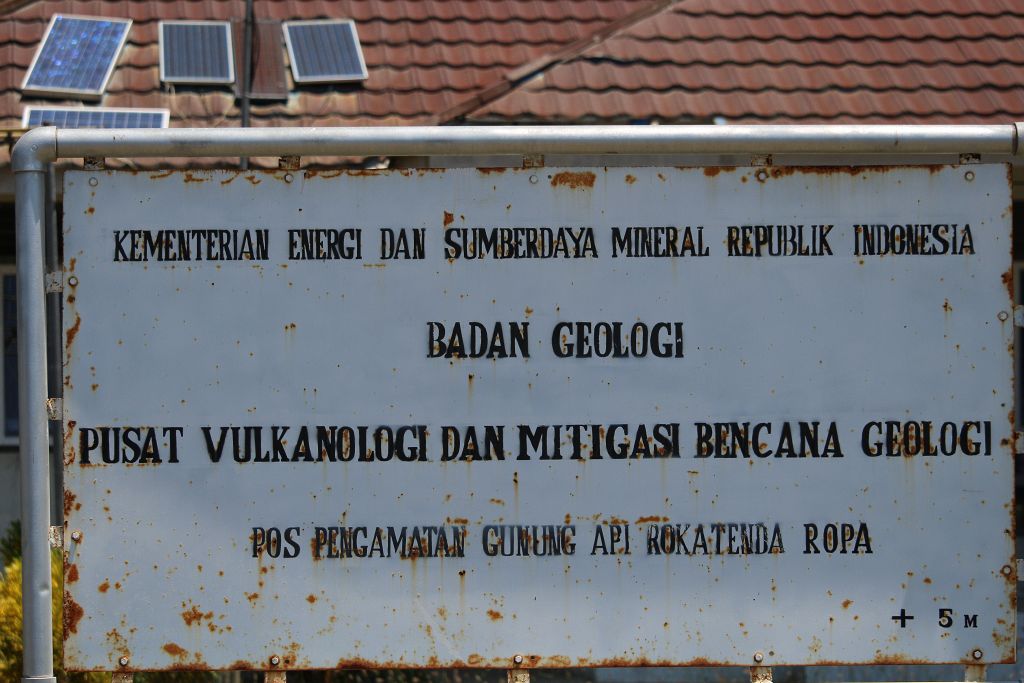 KEMENTERIAN ENERGI DAN SUMBERDAYA MINERAL REPUBLIK INDONESIA
BADAN GEOLOGI
PUSAT VULKANOLOGI DAN MITIGASI BENCANA GEOLOGI
POS PENGAMATAN GUNUNG API ROKATENDA ROPA
+ 5 M